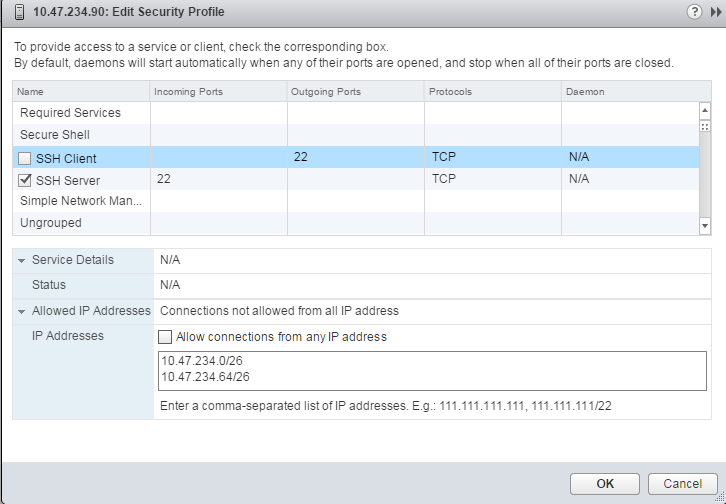 10.47.234.90: Edit Security Profile
To provide access to a service or client, check the corresponding box.
By default, daemons will start automatically when any of their ports are opened, and stop when all of their ports are closed.
Name Incoming Ports Outgoing Ports Protocols Daemon
Required Services
Secure Shell
SSH Client 22 TCP N/A
SSH Server 22 TCP N/A
Simple Network Man...
Ungrouped
Service Details N/A
Status N/A
Allowed IP Addresses Connections not allowed from all IP address
IP Addresses Allow connections from any IP address
10.47.234.0/26
10.47.234.64/26
Enter a comma-separated list of IP addresses. E.g.: 111.111.111.111, 111.111.111/22
OK Cancel